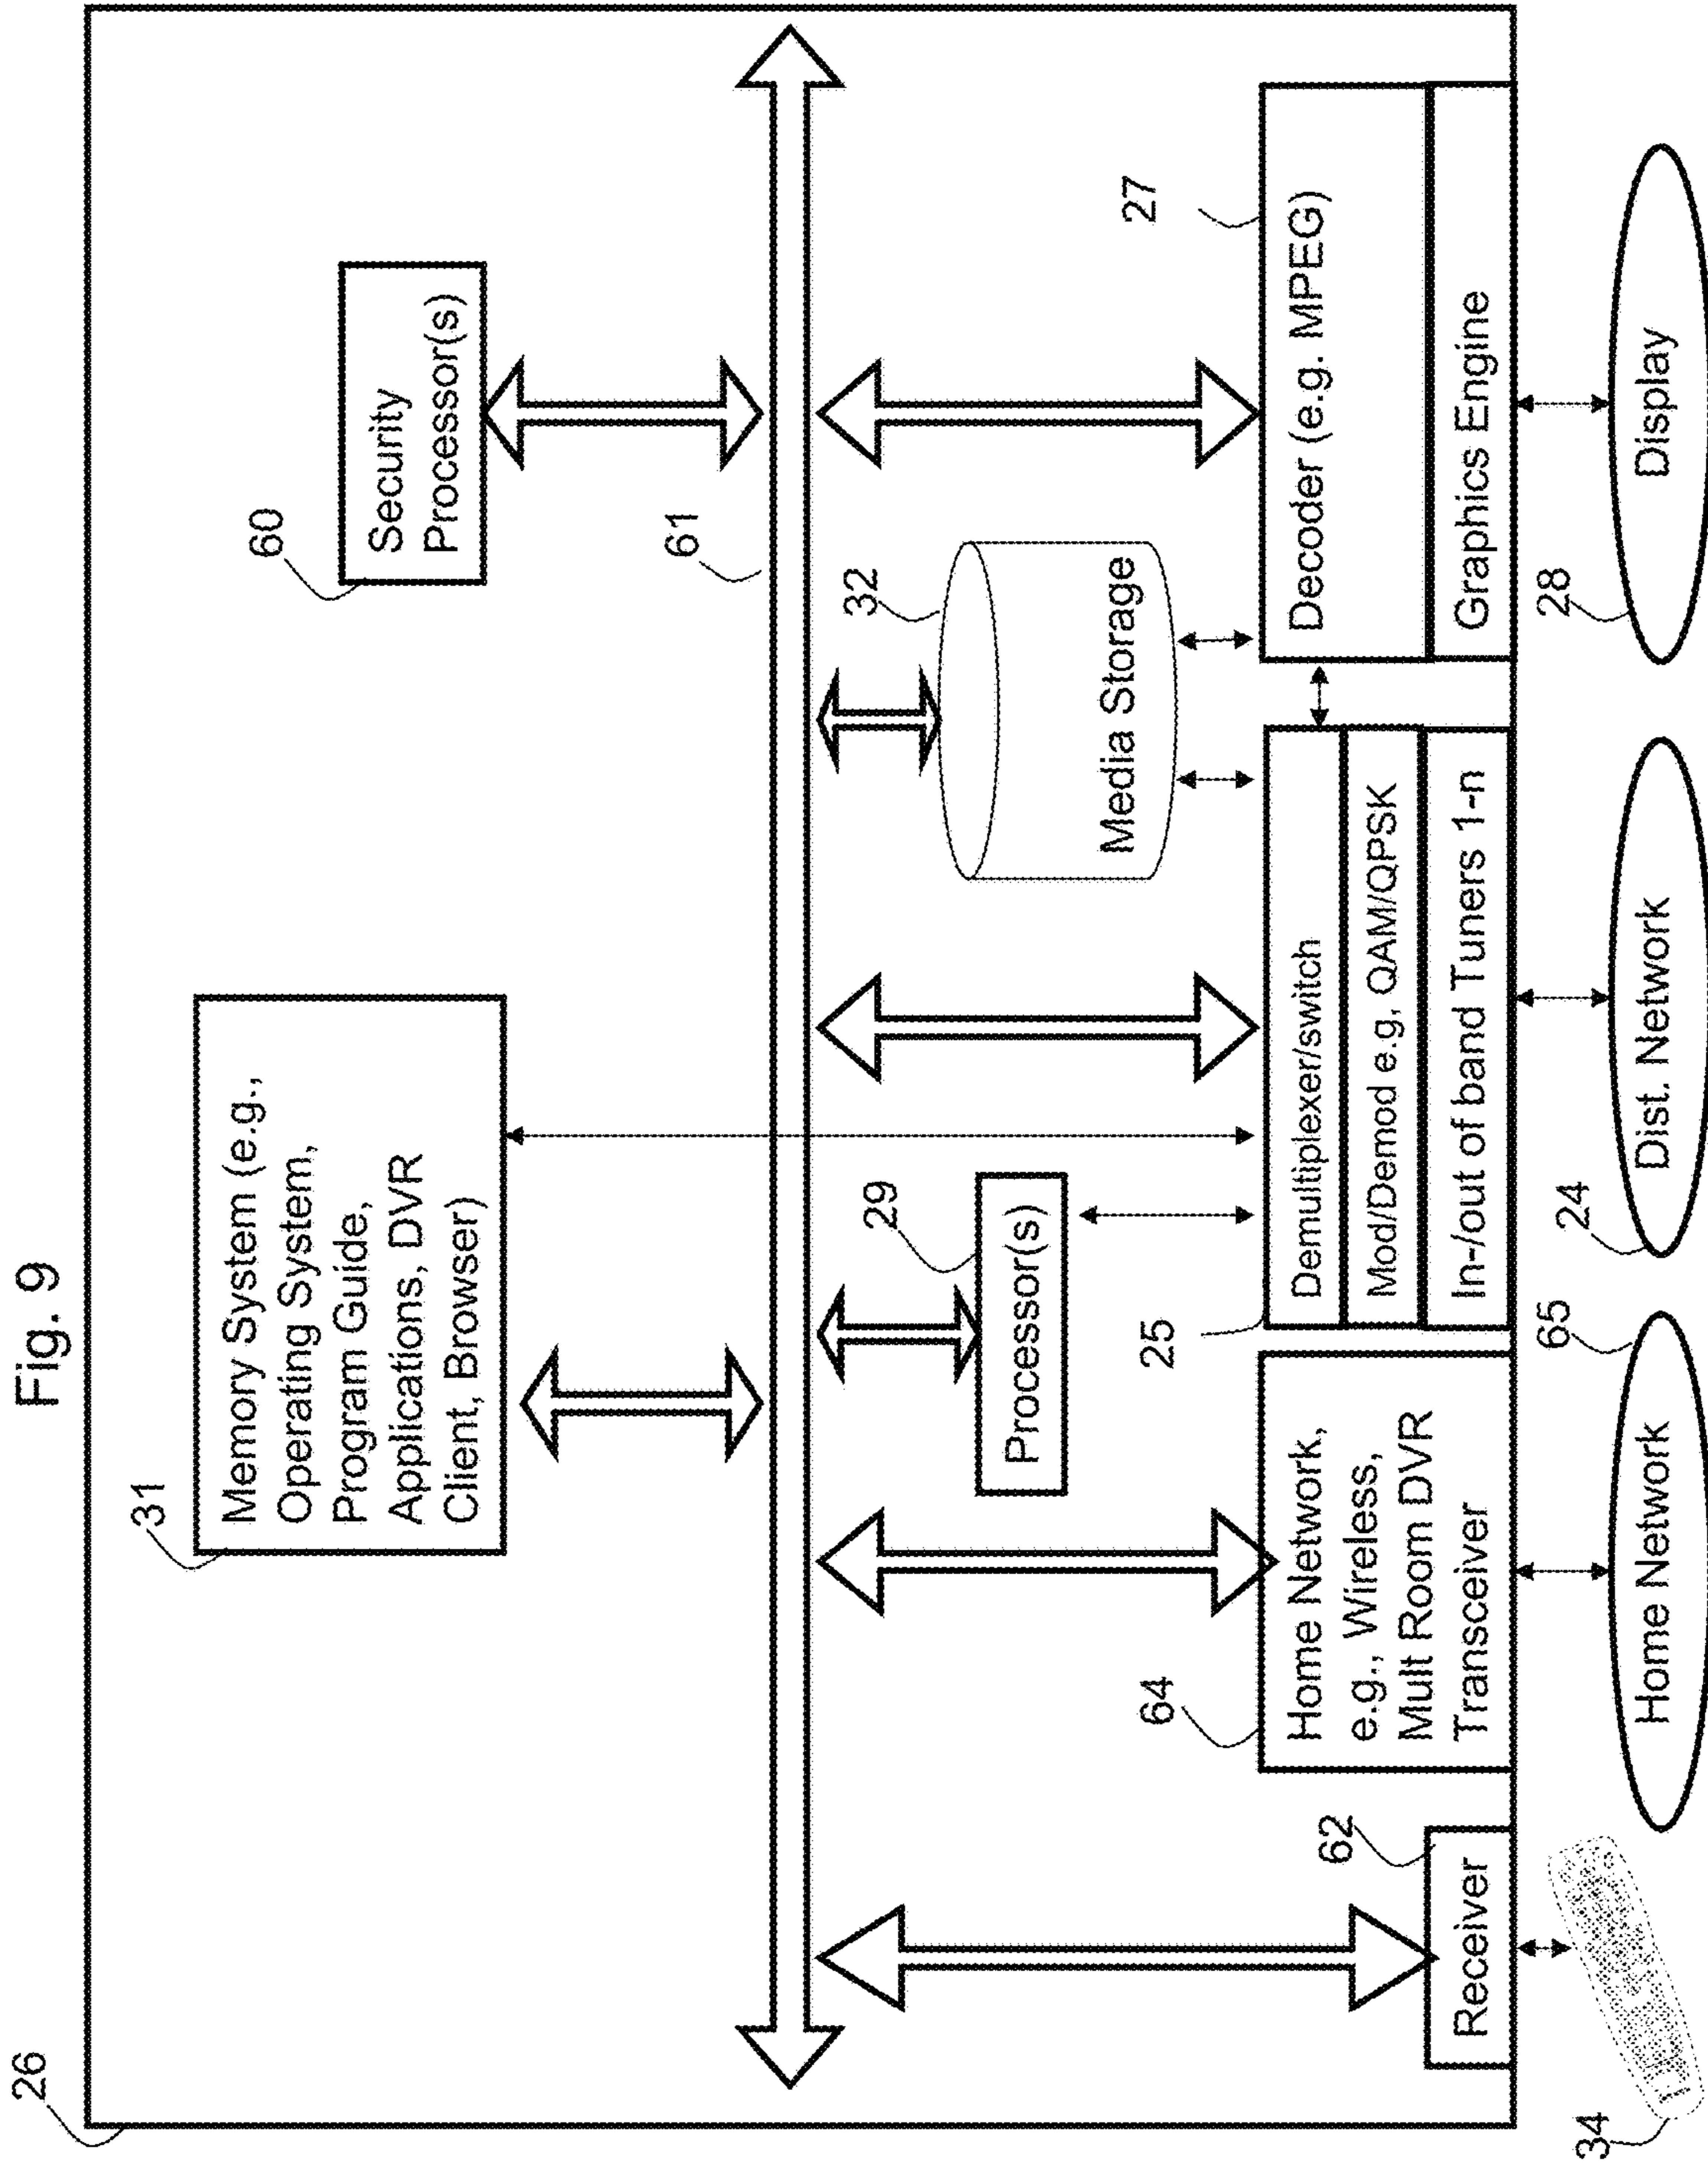 Fig. 9
26
31
Memory System (e.g.,
Operating System,
Program Guide,
Applications, DVR
Client, Browser)
60
Security
Processor(s)
61
29
Processor(s)
32
Media Storage
62
Receiver
64
Home Network,
e.g., Wireless,
Mult Room DVR
Transceiver
25
Demultiplexer/switch
Mod/Demod e.g, QAM/QPSK
In-/out of band Tuners 1-n
27
Decoder (e.g. MPEG)
Graphics Engine
34
65
Home Network
24
Dist. Network
28
Display